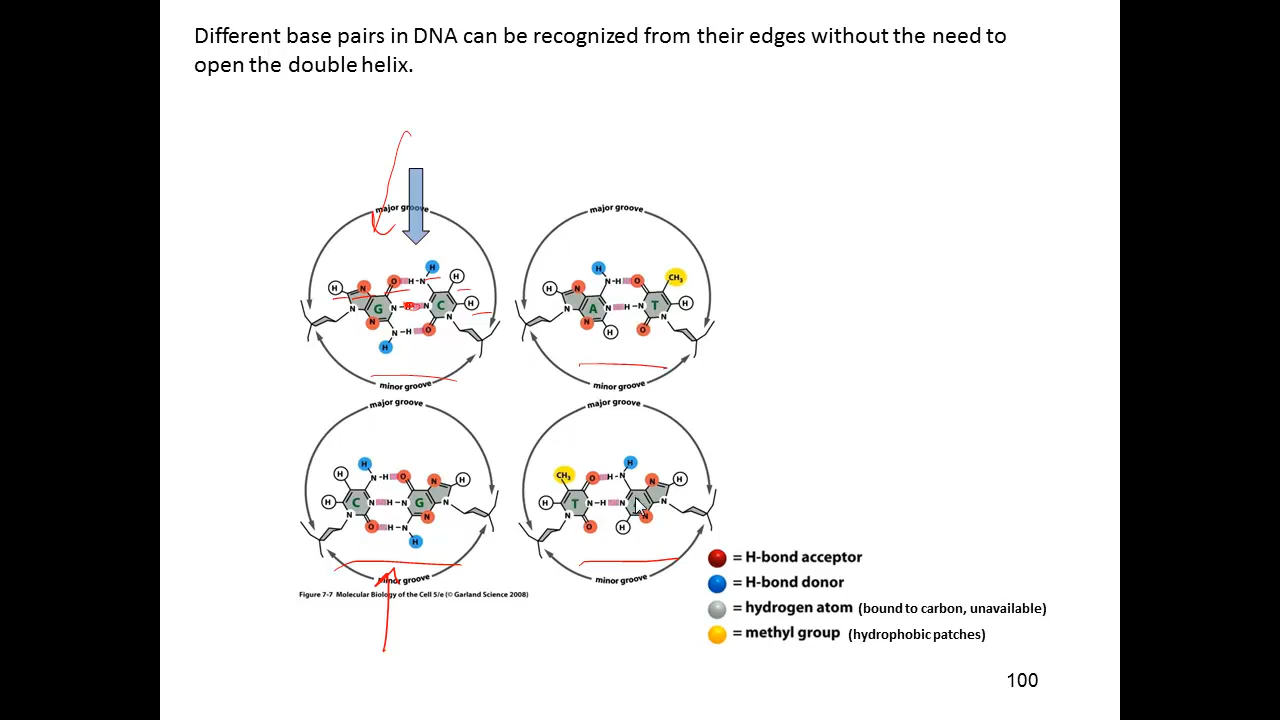 Different base pairs in DNA can be recognized from their edges without the need to
open the double helix.
major groove
H
N
O
H
N
H
H
H
N
G
N
H
N
C
N
N
N
H
O
H
minor groove
major groove
H
N
H
N
H
O
CH₃
H
N
A
N
H
N
T
N
N
H
O
minor groove
major groove
H
H
N
H
O
N
H
H
C
N
H
N
G
N
N
O
H
N
N
H
minor groove
major groove
CH₃
O
H
N
H
N
H
H
T
N
H
N
N
N
O
H
N
minor groove
Figure 7-7 Molecular Biology of the Cell 5/e (© Garland Science 2008)
= H-bond acceptor
= H-bond donor
= hydrogen atom (bound to carbon, unavailable)
= methyl group (hydrophobic patches)
100